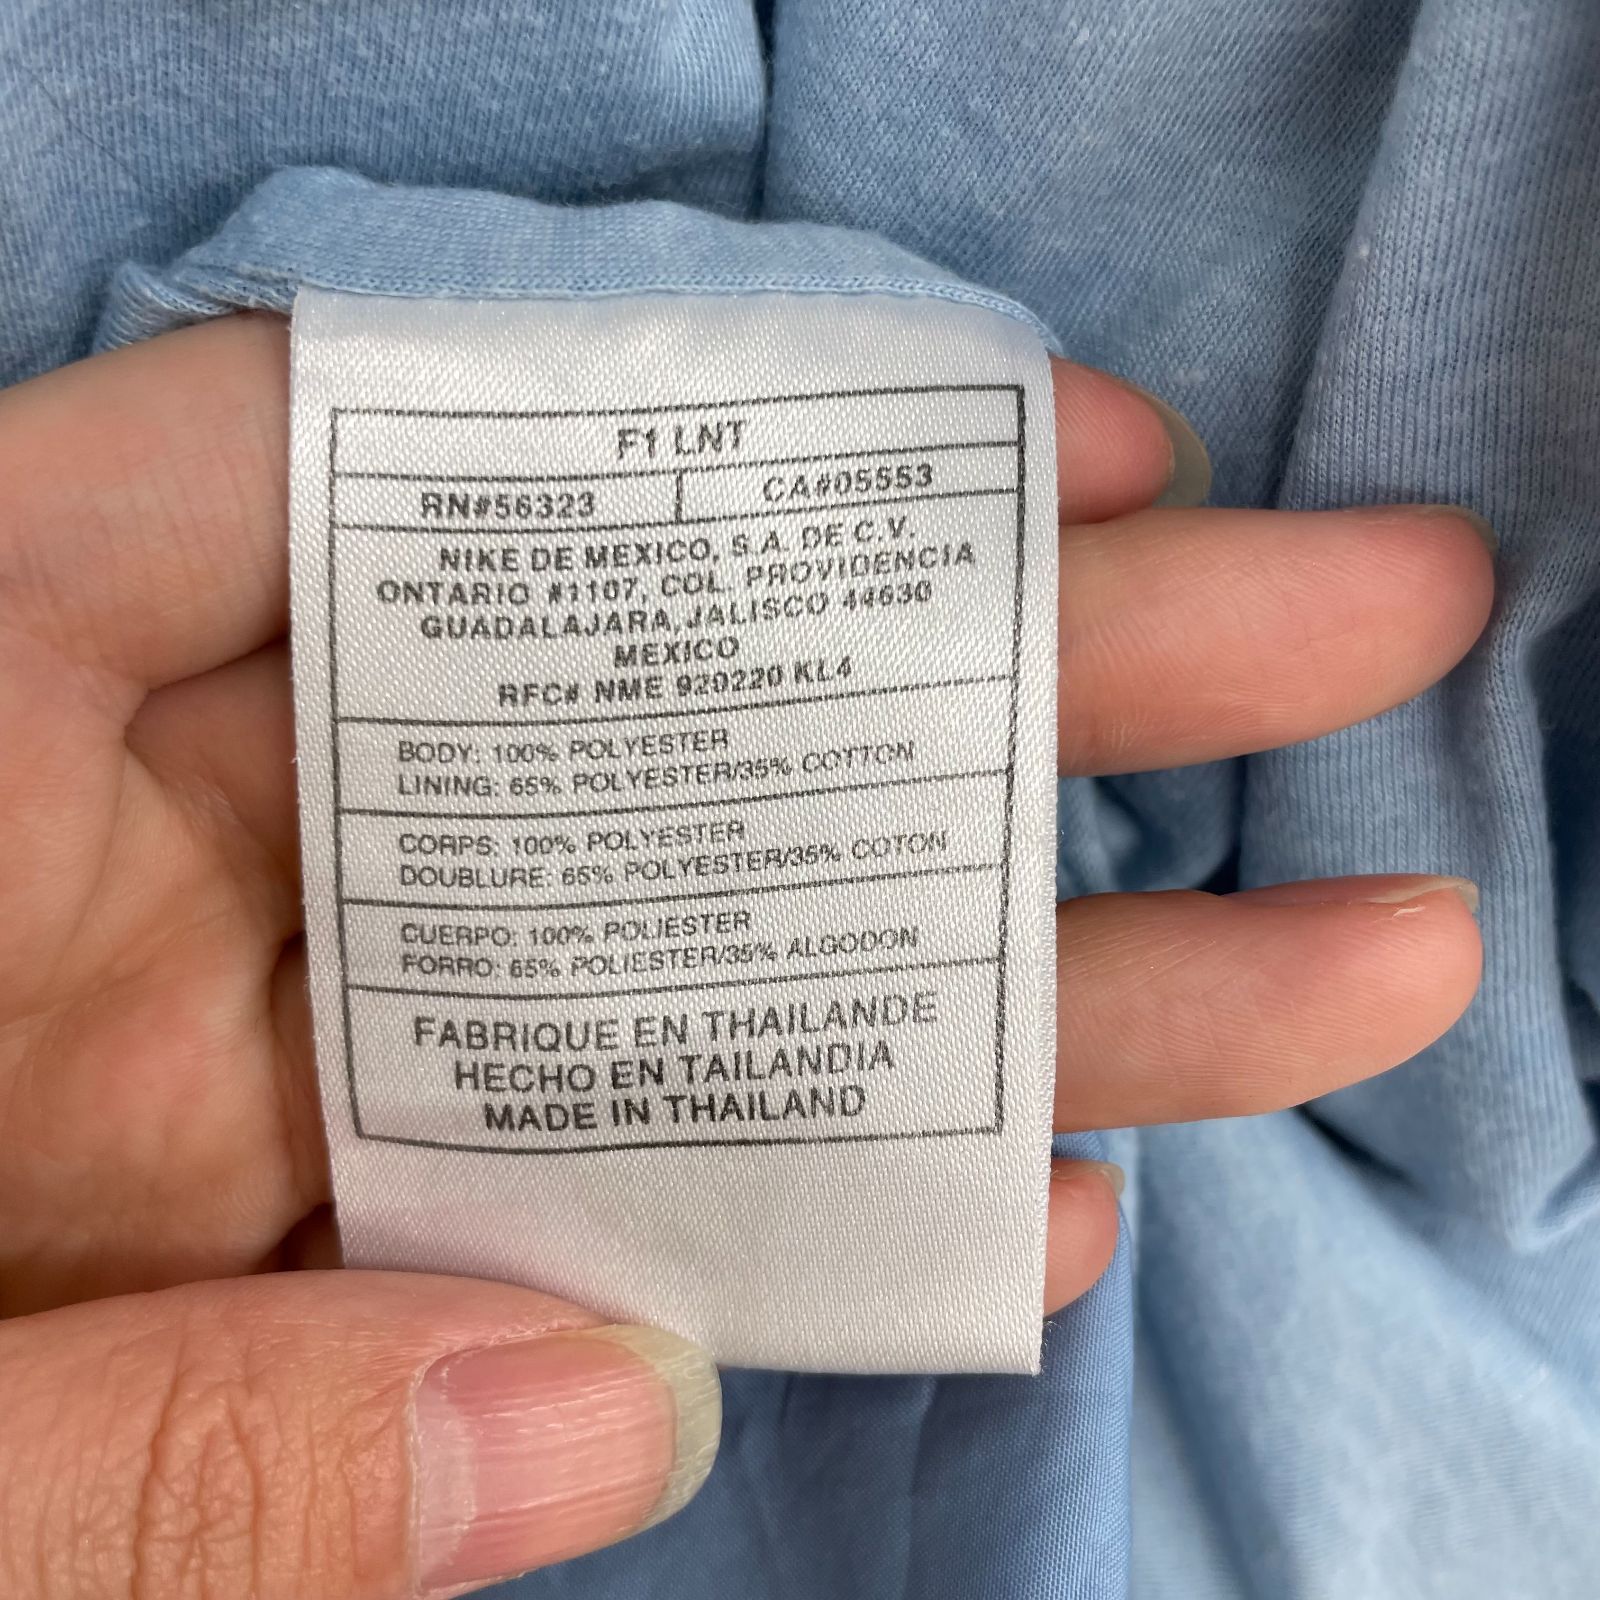 F1 LNT
RN#56323 CA#05553
NIKE DE MEXICO, S.A. DE C.V.
ONTARIO #1107, COL. PROVIDENCIA
GUADALAJARA, JALISCO 44630
MEXICO
RFC# NME 920220 KL4
BODY: 100% POLYESTER
LINING: 65% POLYESTER/35% COTTON
CORPS: 100% POLYESTER
DOUBLURE: 65% POLYESTER/35% COTON
CUERPO: 100% POLIESTER
FORRO: 65% POLIESTER/35% ALGODON
FABRIQUE EN THAILANDE
HECHO EN TAILANDIA
MADE IN THAILAND